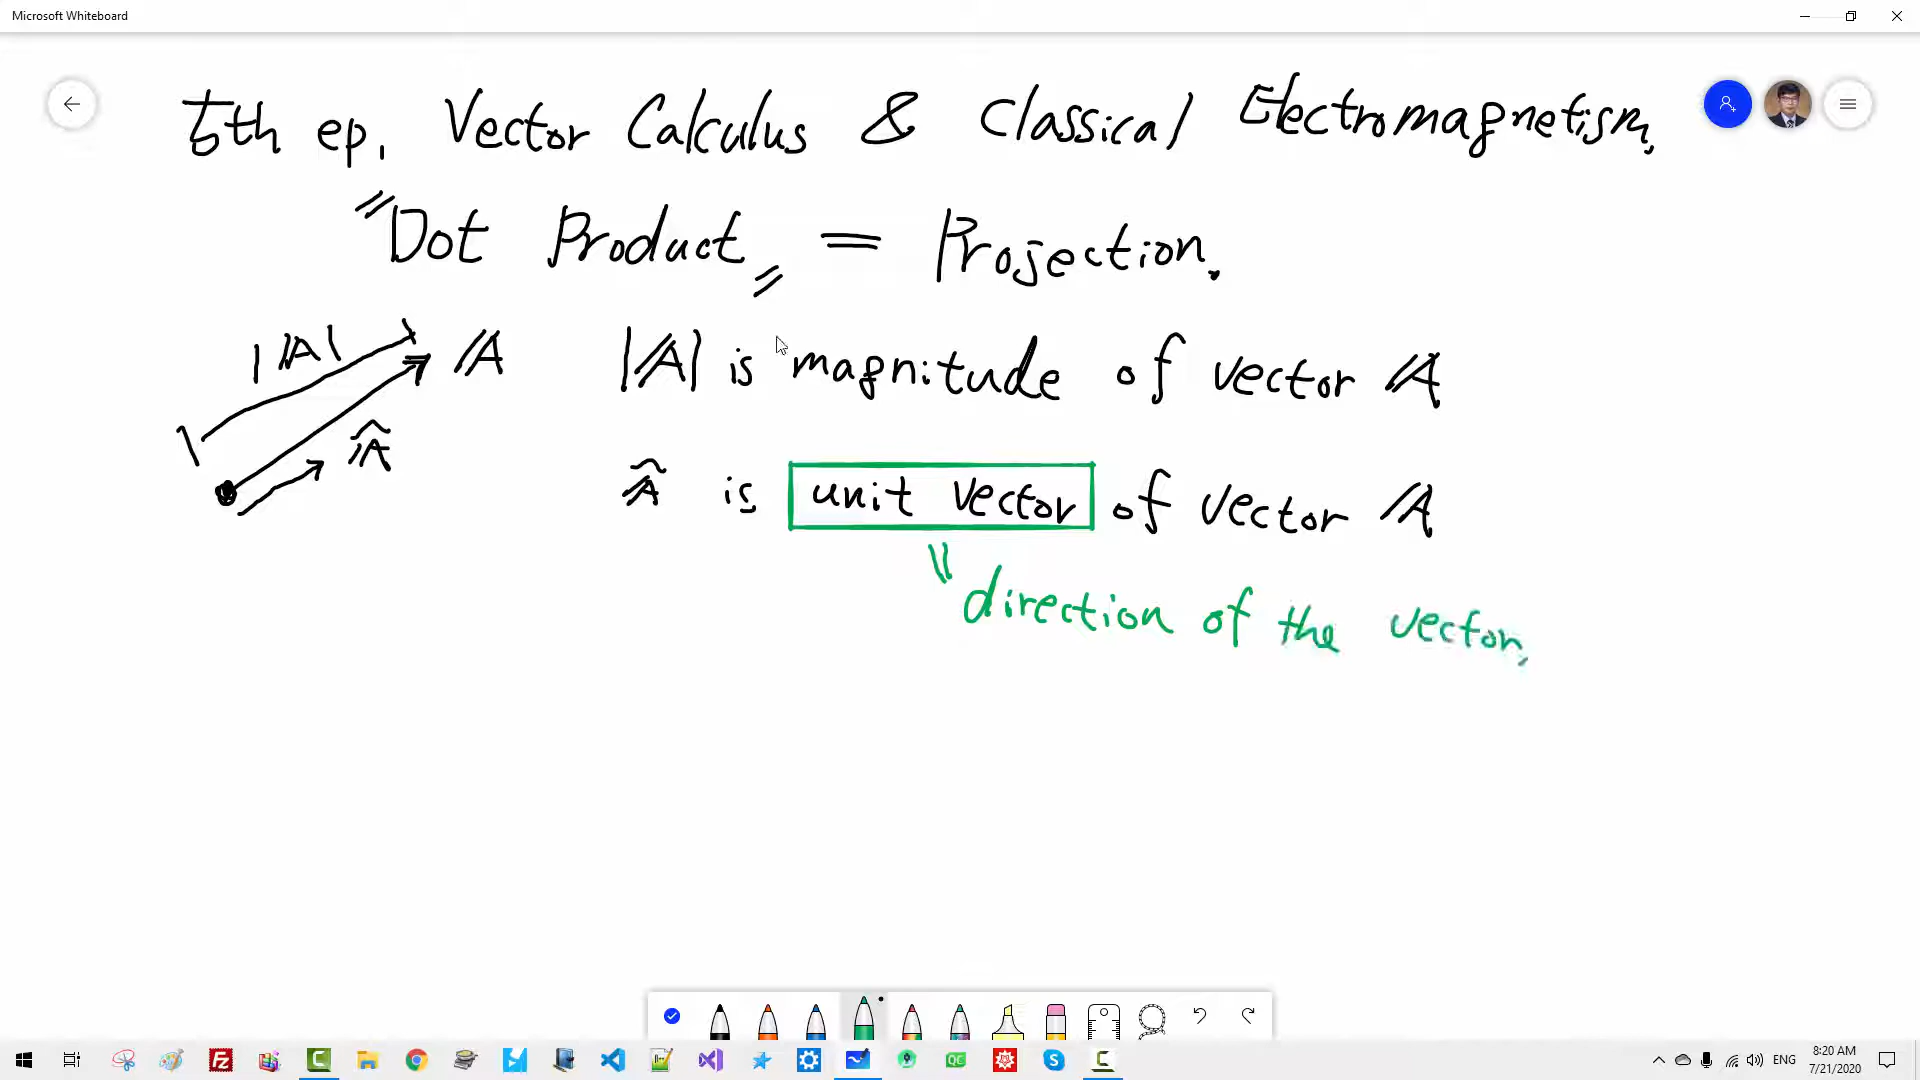 Microsoft Whiteboard
5th ep. Vector Calculus & Classical Electromagnetism.
"Dot Product" = Projection.
|A| A |A| is magnitude of vector A
Â Â is unit vector of vector A
direction of the vector.
ENG 8:20 AM
7/21/2020